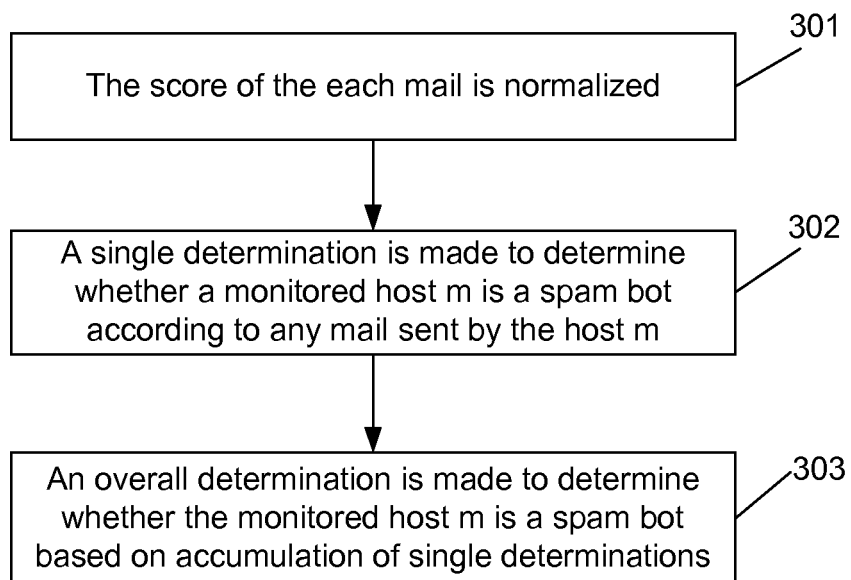 301
The score of the each mail is normalized
302
A single determination is made to determine
whether a monitored host m is a spam bot
according to any mail sent by the host m
303
An overall determination is made to determine
whether the monitored host m is a spam bot
based on accumulation of single determinations